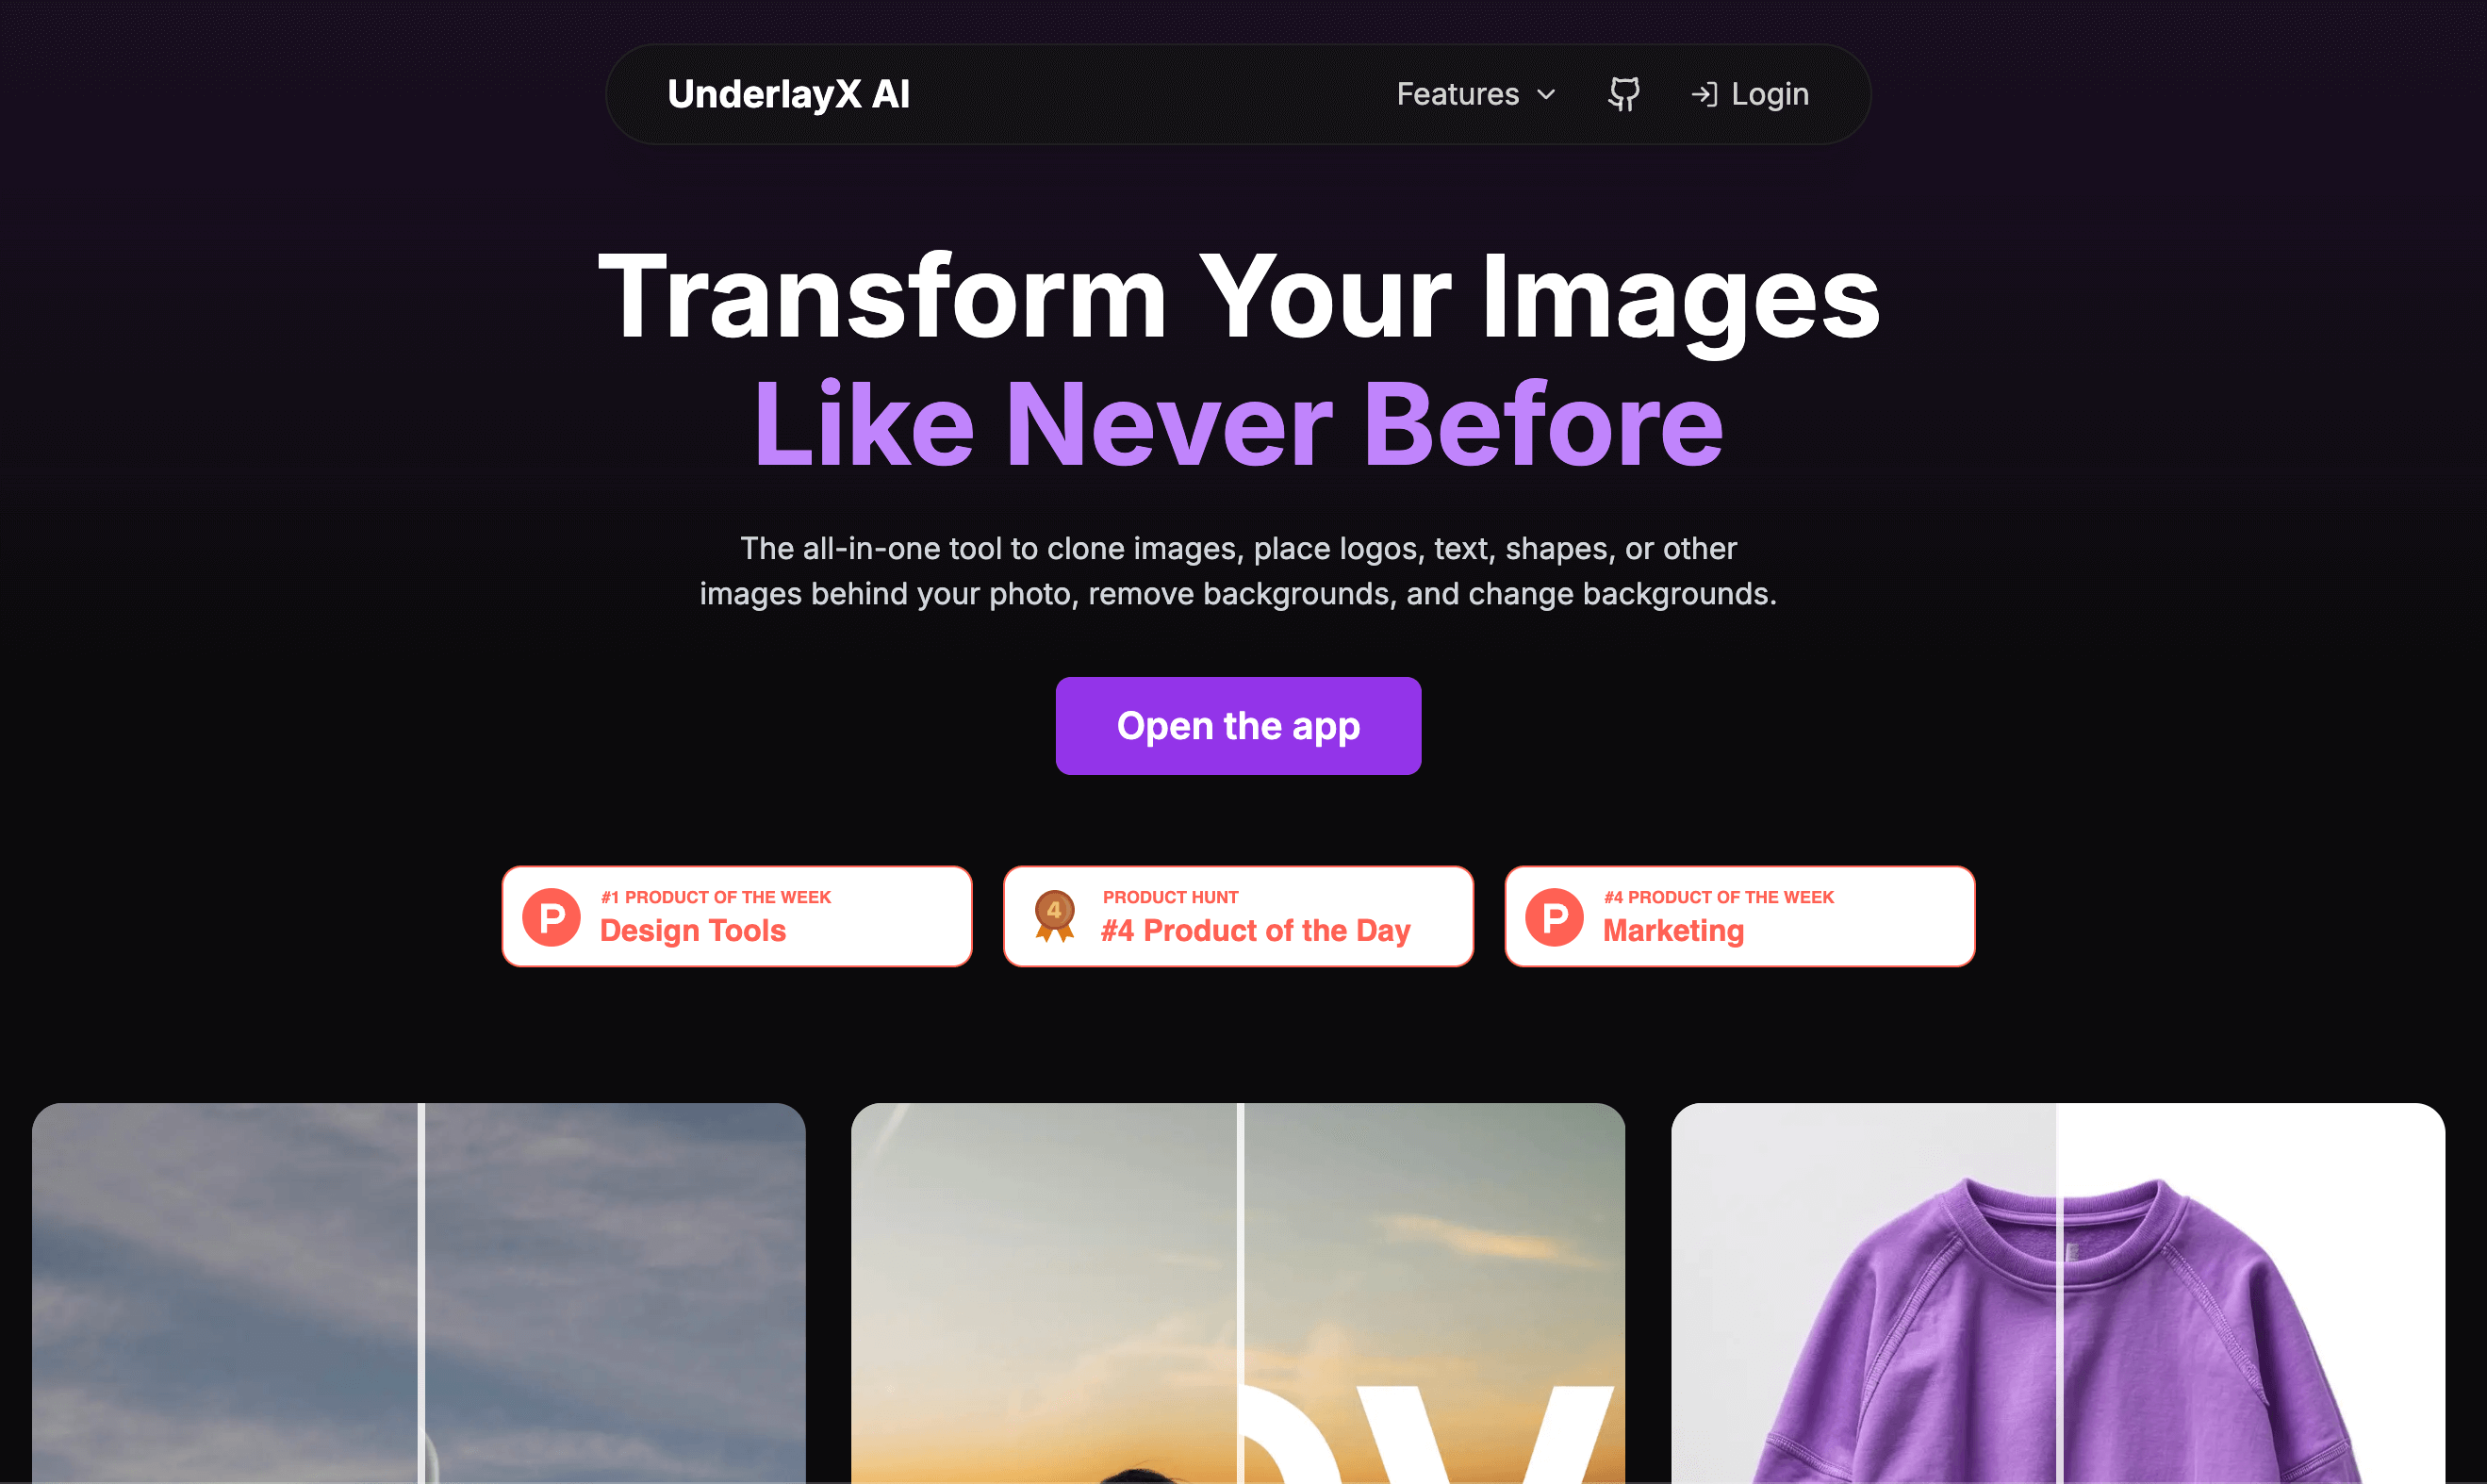 UnderlayX AI
Features
Login
Transform Your Images
Like Never Before
The all-in-one tool to clone images, place logos, text, shapes, or other
images behind your photo, remove backgrounds, and change backgrounds.
Open the app
P
#1 PRODUCT OF THE WEEK
Design Tools
4
PRODUCT HUNT
#4 Product of the Day
P
#4 PRODUCT OF THE WEEK
Marketing